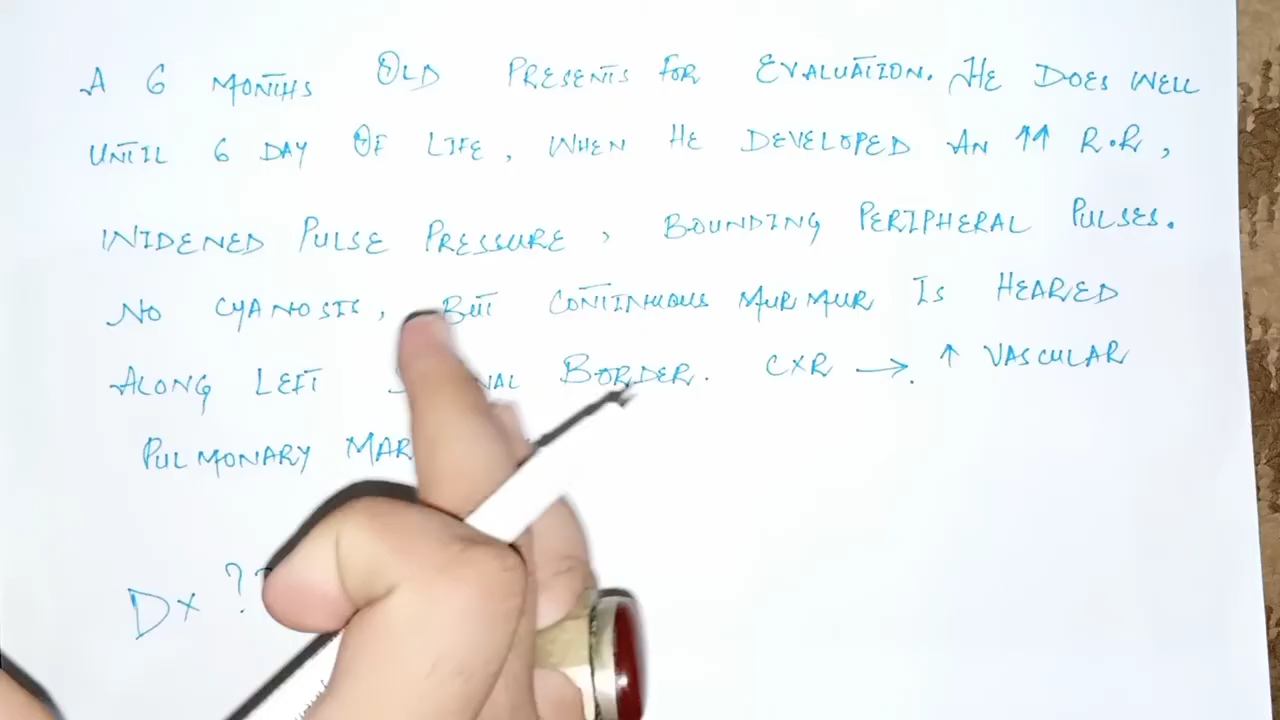 A 6 MONTHS OLD PRESENTS FOR EVALUATION. HE DOES WELL
UNTIL 6 DAY OF LIFE, WHEN HE DEVELOPED AN ↑↑ R.R,
WIDENED PULSE PRESSURE, BOUNDING PERIPHERAL PULSES.
NO CYANOSIS, BUT CONTINUOUS MURMUR IS HEARED
ALONG LEFT BORDER. CXR → ↑ VASCULAR
PULMONARY
DX ?